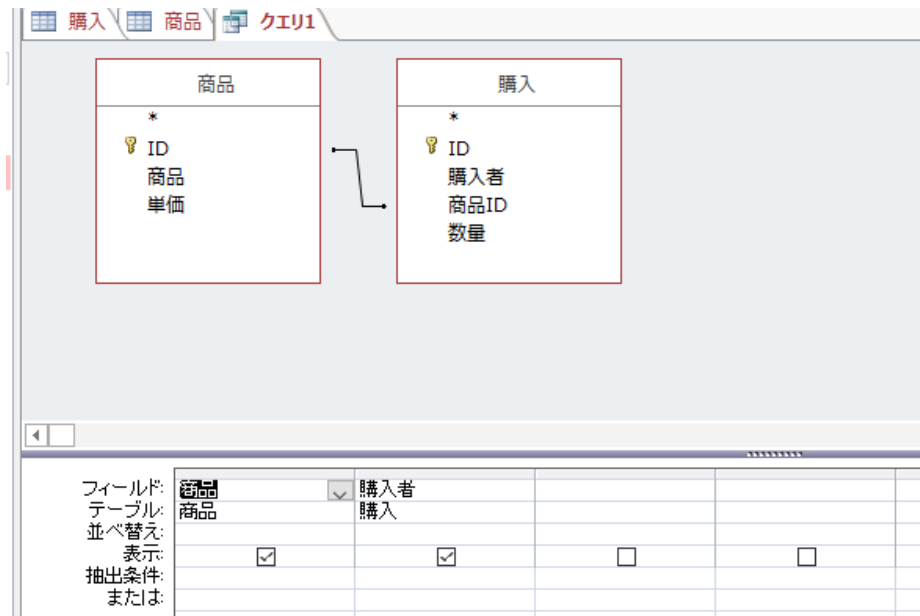 購入 商品 クエリ1
商品
*
ID
商品
単価
購入
*
ID
購入者
商品ID
数量
フィールド: 商品 購入者
テーブル: 商品 購入
並べ替え:
表示:
抽出条件:
または: